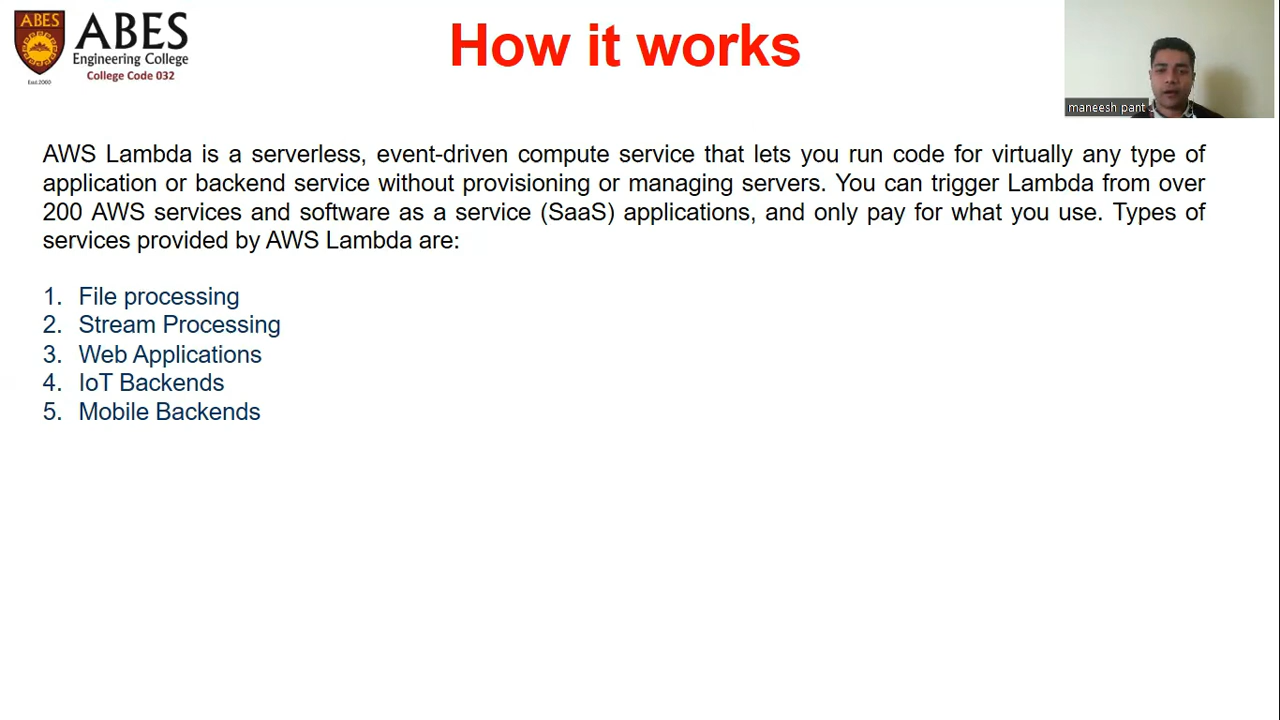 ABES
ABES
Engineering College
College Code 032
Estd.2000
How it works
maneesh pant
AWS Lambda is a serverless, event-driven compute service that lets you run code for virtually any type of
application or backend service without provisioning or managing servers. You can trigger Lambda from over
200 AWS services and software as a service (SaaS) applications, and only pay for what you use. Types of
services provided by AWS Lambda are:
1. File processing
2. Stream Processing
3. Web Applications
4. IoT Backends
5. Mobile Backends